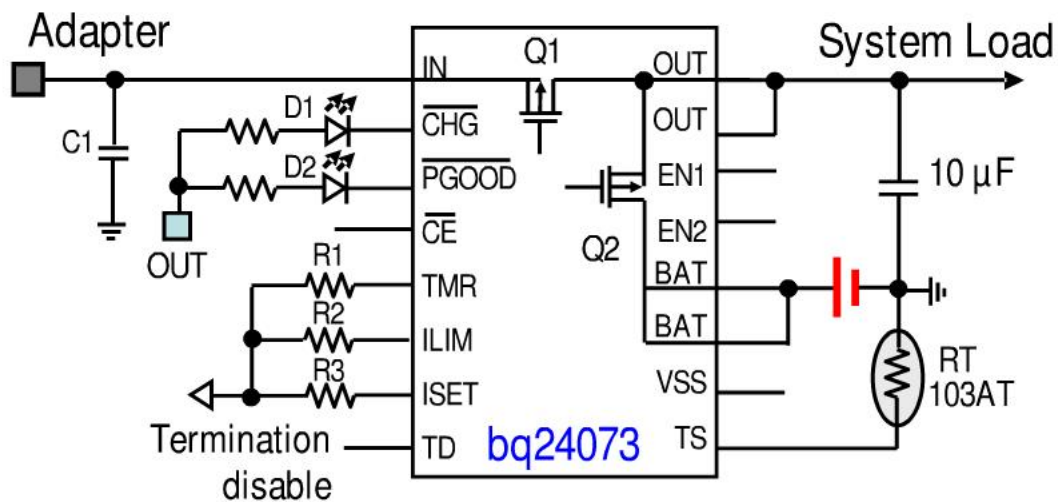 Adapter
System Load
Q1
IN
OUT
D1
CHG
OUT
C1
D2
PGOOD
EN1
10 µF
CE
Q2
EN2
OUT
R1
TMR
BAT
R2
ILIM
BAT
R3
ISET
VSS
RT
103AT
Termination
disable
TD
bq24073
TS